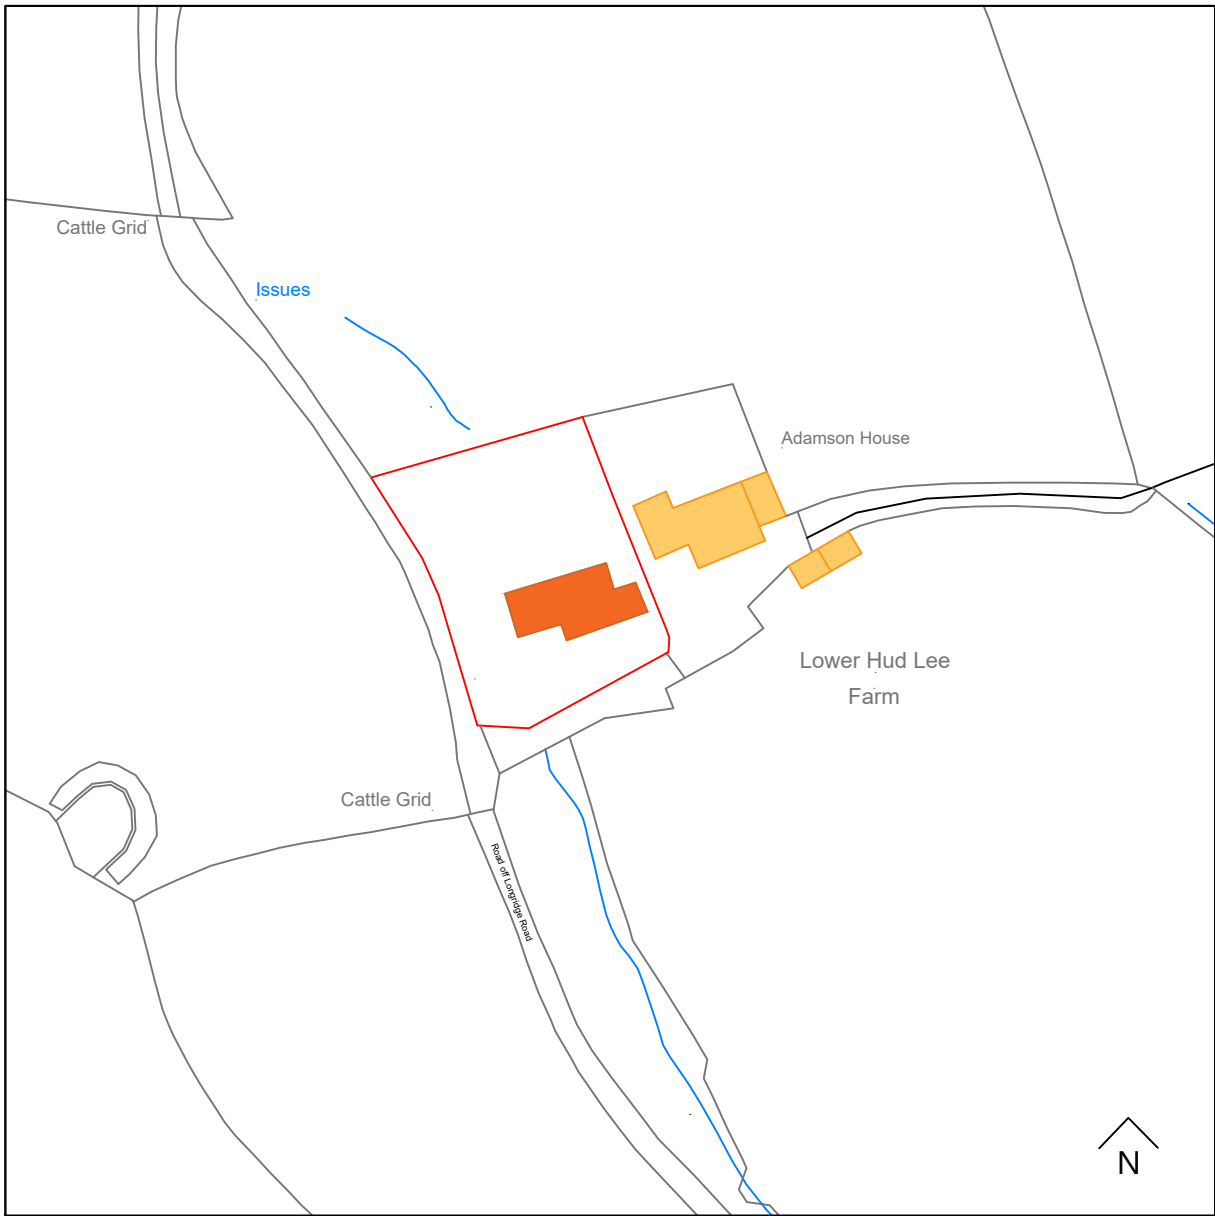 Cattle Grid
Issues
Adamson House
Lower Hud Lee
Farm
Cattle Grid
Road off Longridge Road
N